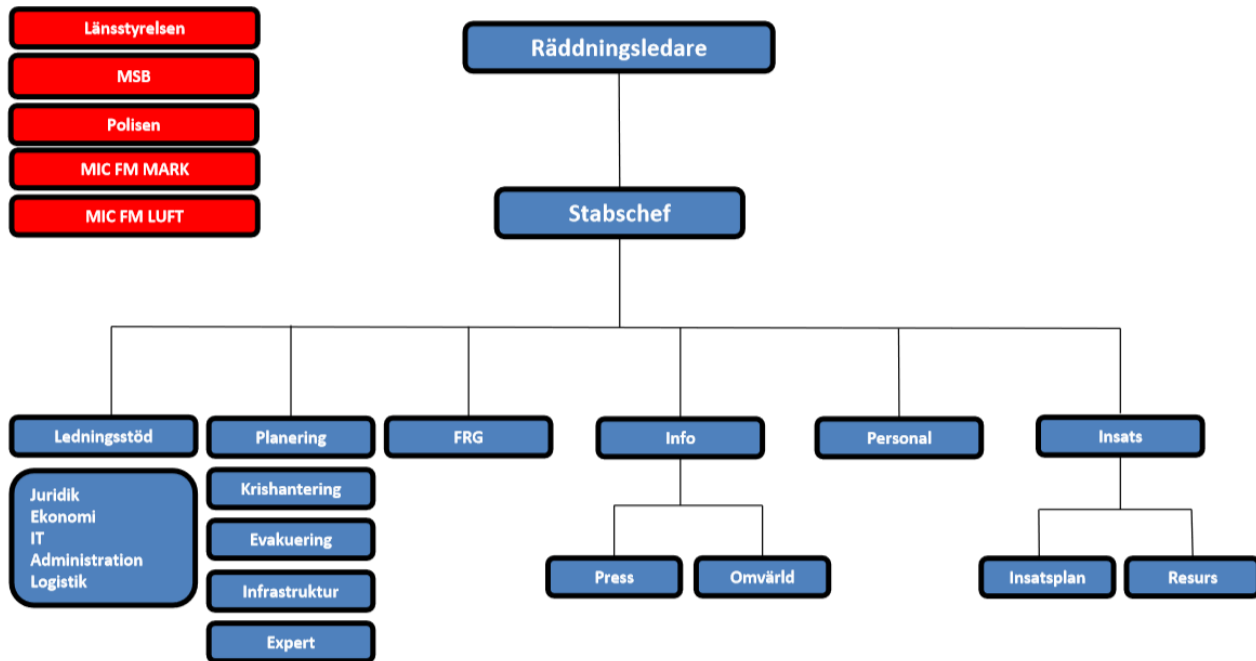 Länsstyrelsen
MSB
Polisen
MIC FM MARK
MIC FM LUFT
Räddningsledare
Stabschef
Ledningsstöd
Planering
FRG
Info
Personal
Insats
Juridik
Ekonomi
IT
Administration
Logistik
Krishantering
Evakuering
Infrastruktur
Expert
Press
Omvärld
Insatsplan
Resurs